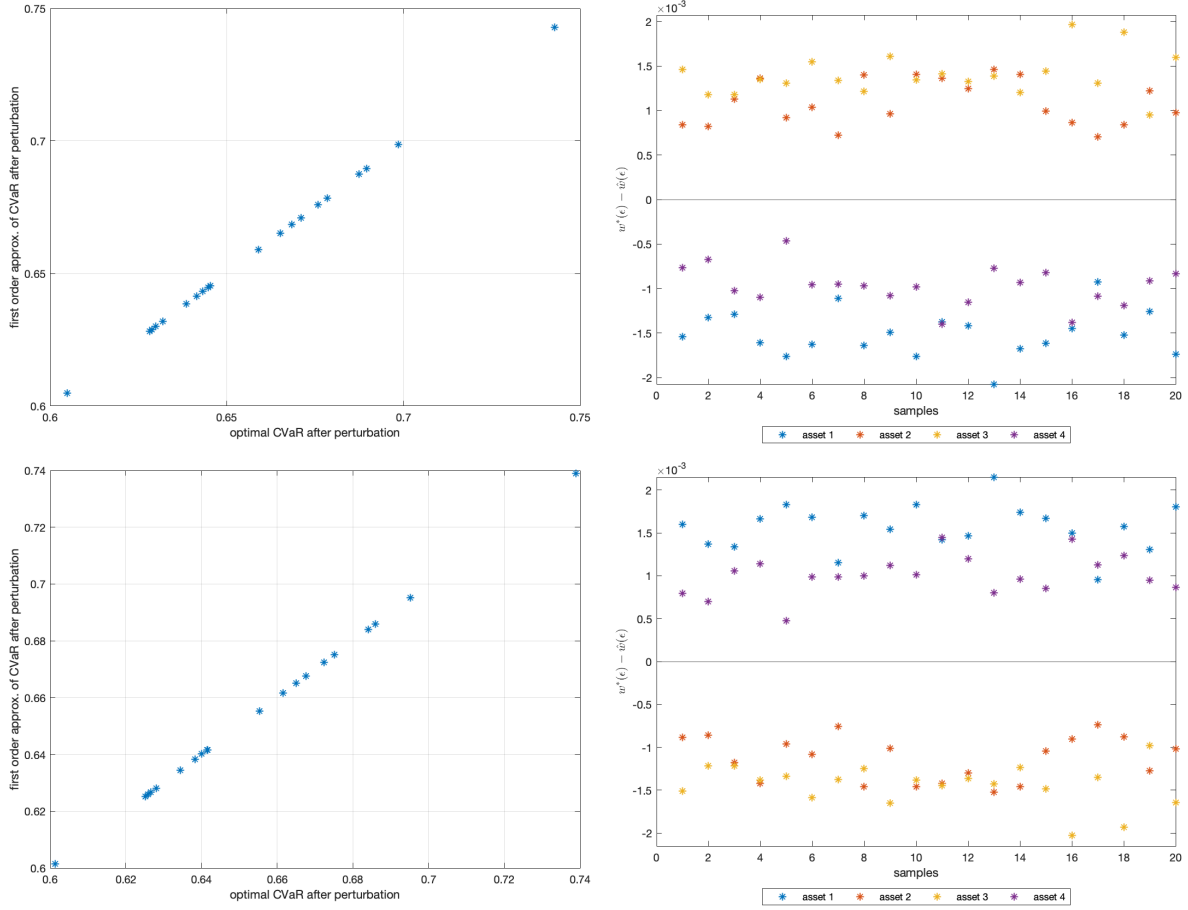 0.75
0.7
0.65
0.6
0.6
0.65
0.7
0.75
first order approx. of CVaR after perturbation
optimal CVaR after perturbation
×10⁻³
2
1.5
1
0.5
0
-0.5
-1
-1.5
-2
0 2 4 6 8 10 12 14 16 18 20
w*(ϵ) − ŵ(ϵ)
samples
asset 1 asset 2 asset 3 asset 4
0.74
0.72
0.7
0.68
0.66
0.64
0.62
0.6
0.6 0.62 0.64 0.66 0.68 0.7 0.72 0.74
first order approx. of CVaR after perturbation
optimal CVaR after perturbation
×10⁻³
2
1.5
1
0.5
0
-0.5
-1
-1.5
-2
0 2 4 6 8 10 12 14 16 18 20
w*(ϵ) − ŵ(ϵ)
samples
asset 1 asset 2 asset 3 asset 4